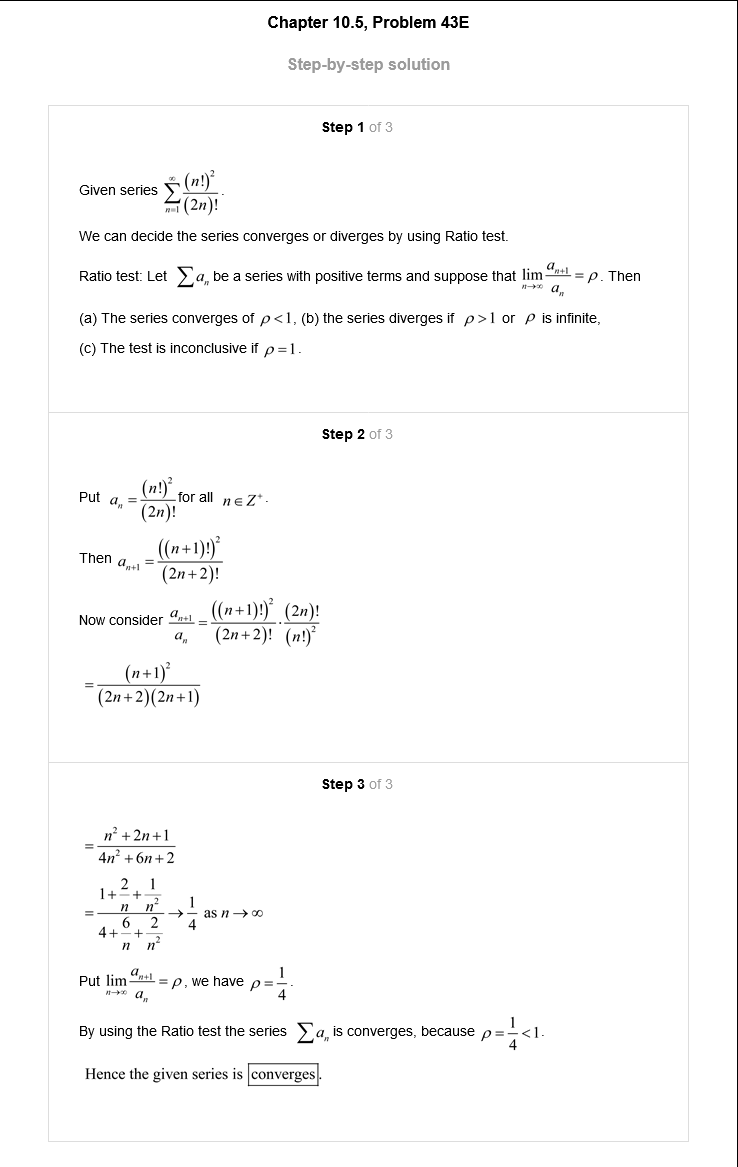 Chapter 10.5, Problem 43E
Step-by-step solution
Step 1 of 3
Given series \sum_{n=1}^{\infty} \frac{(n!)^2}{(2n)!}.
We can decide the series converges or diverges by using Ratio test.
Ratio test: Let \sum a_n be a series with positive terms and suppose that \lim_{n \to \infty} \frac{a_{n+1}}{a_n} = \rho. Then
(a) The series converges of \rho < 1, (b) the series diverges if \rho > 1 or \rho is infinite,
(c) The test is inconclusive if \rho = 1.
Step 2 of 3
Put a_n = \frac{(n!)^2}{(2n)!} for all n \in Z^+.
Then a_{n+1} = \frac{((n+1)!)^2}{(2n+2)!}
Now consider \frac{a_{n+1}}{a_n} = \frac{((n+1)!)^2}{(2n+2)!} \cdot \frac{(2n)!}{(n!)^2}
= \frac{(n+1)^2}{(2n+2)(2n+1)}
Step 3 of 3
= \frac{n^2+2n+1}{4n^2+6n+2}
= \frac{1+\frac{2}{n}+\frac{1}{n^2}}{4+\frac{6}{n}+\frac{2}{n^2}} \to \frac{1}{4} as n \to \infty
Put \lim_{n \to \infty} \frac{a_{n+1}}{a_n} = \rho, we have \rho = \frac{1}{4}.
By using the Ratio test the series \sum a_n is converges, because \rho = \frac{1}{4} < 1.
Hence the given series is converges.